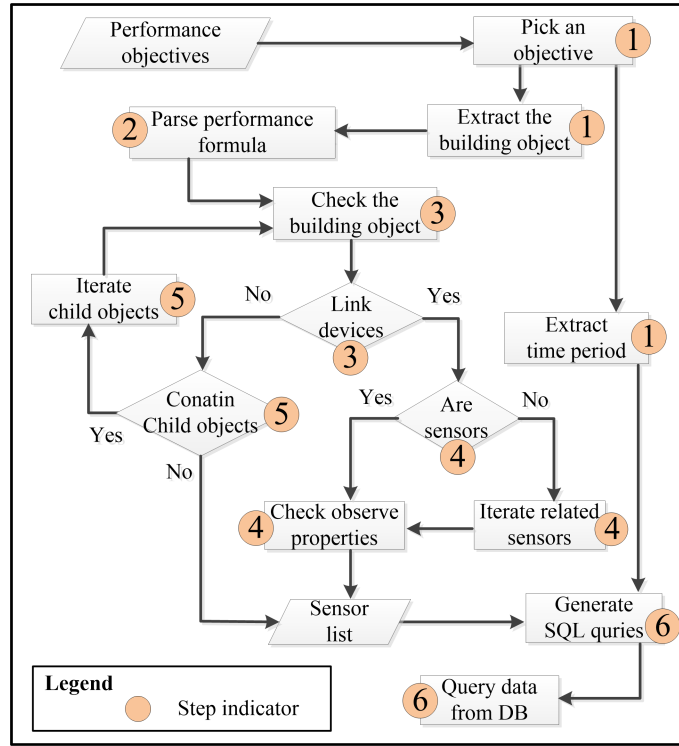 Performance
objectives
Pick an
objective
1
Extract the
building object
1
Parse performance
formula
2
Check the
building object
3
Iterate
child objects
5
No
Link
devices
3
Yes
Extract
time period
1
Conatin
Child objects
5
Yes
No
Yes
Are
sensors
4
No
Check observe
properties
4
Iterate related
sensors
4
Sensor
list
Generate
SQL quries
6
Query data
from DB
6
Legend
Step indicator